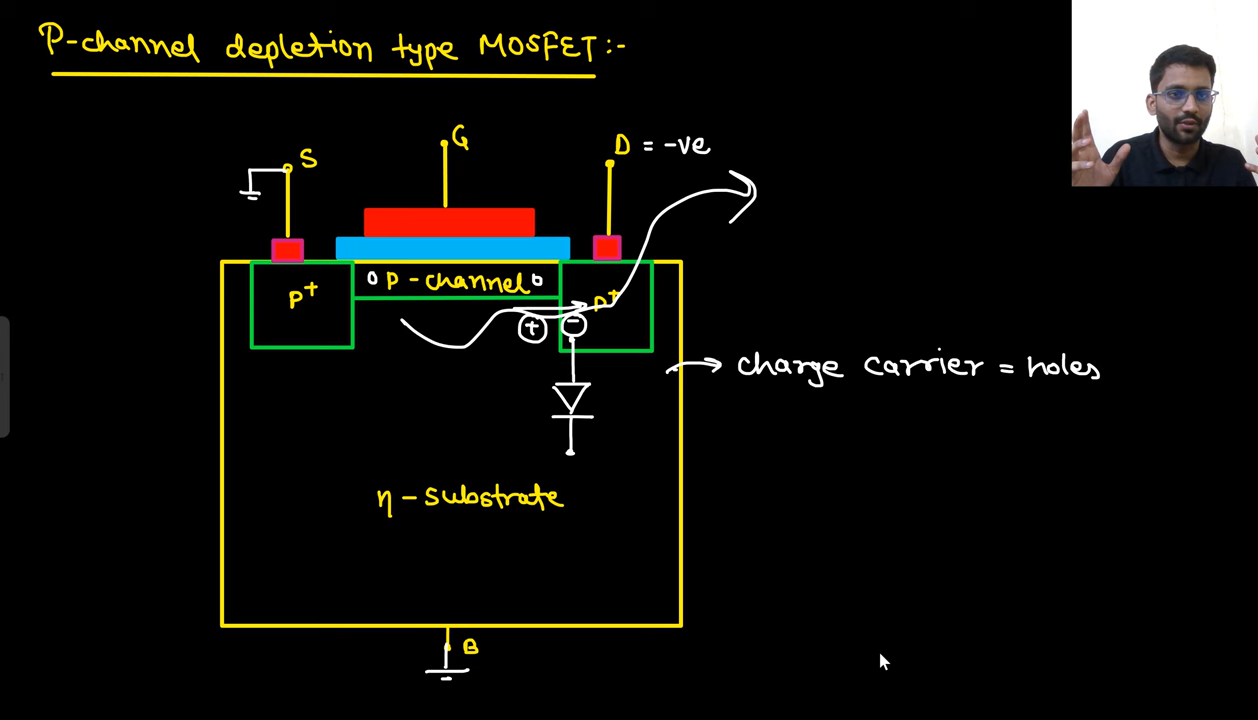 P-channel depletion type MOSFET:-
G
S
D = -ve
P-channel
P+
P+
+
-
charge carrier = holes
η-substrate
B